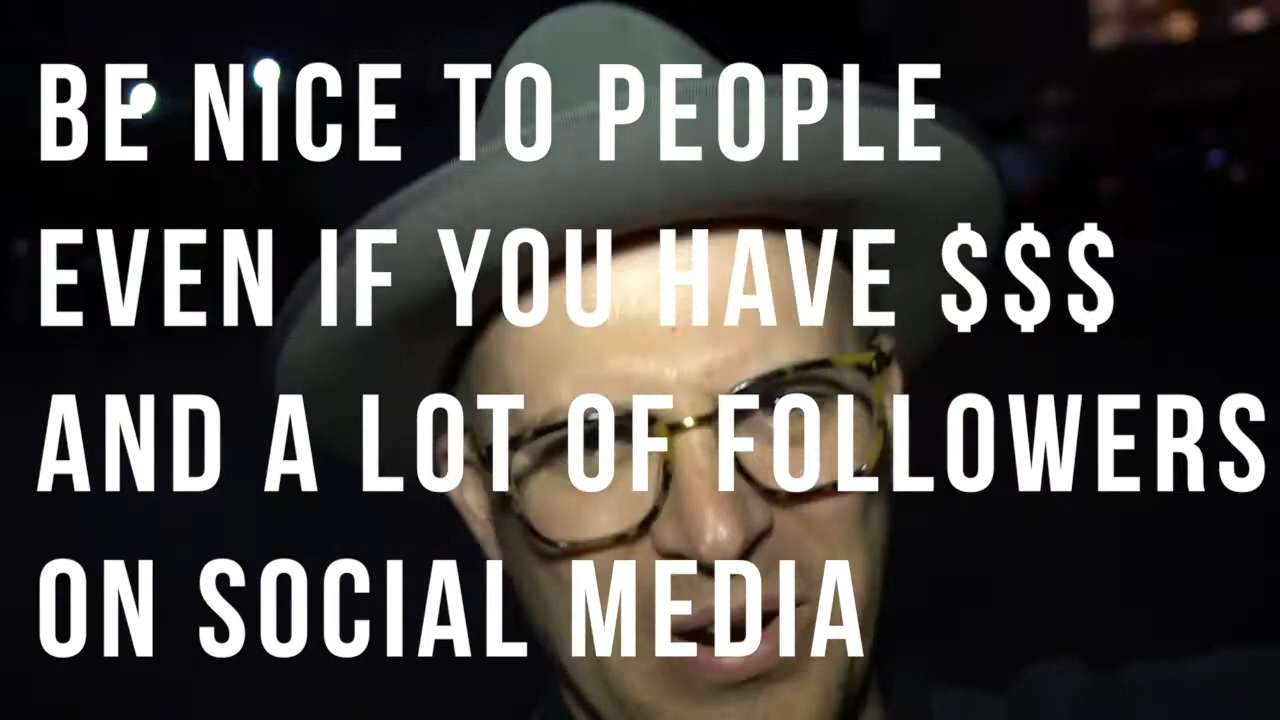 BE NICE TO PEOPLE
EVEN IF YOU HAVE $$$
AND A LOT OF FOLLOWERS
ON SOCIAL MEDIA